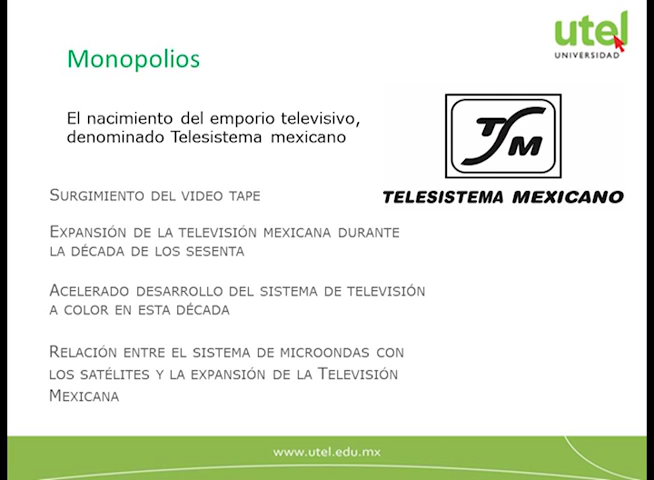 utel
UNIVERSIDAD
Monopolios
El nacimiento del emporio televisivo,
denominado Telesistema mexicano
TSM
TELESISTEMA MEXICANO
SURGIMIENTO DEL VIDEO TAPE
EXPANSIÓN DE LA TELEVISIÓN MEXICANA DURANTE
LA DÉCADA DE LOS SESENTA
ACELERADO DESARROLLO DEL SISTEMA DE TELEVISIÓN
A COLOR EN ESTA DÉCADA
RELACIÓN ENTRE EL SISTEMA DE MICROONDAS CON
LOS SATÉLITES Y LA EXPANSIÓN DE LA TELEVISIÓN
MEXICANA
www.utel.edu.mx